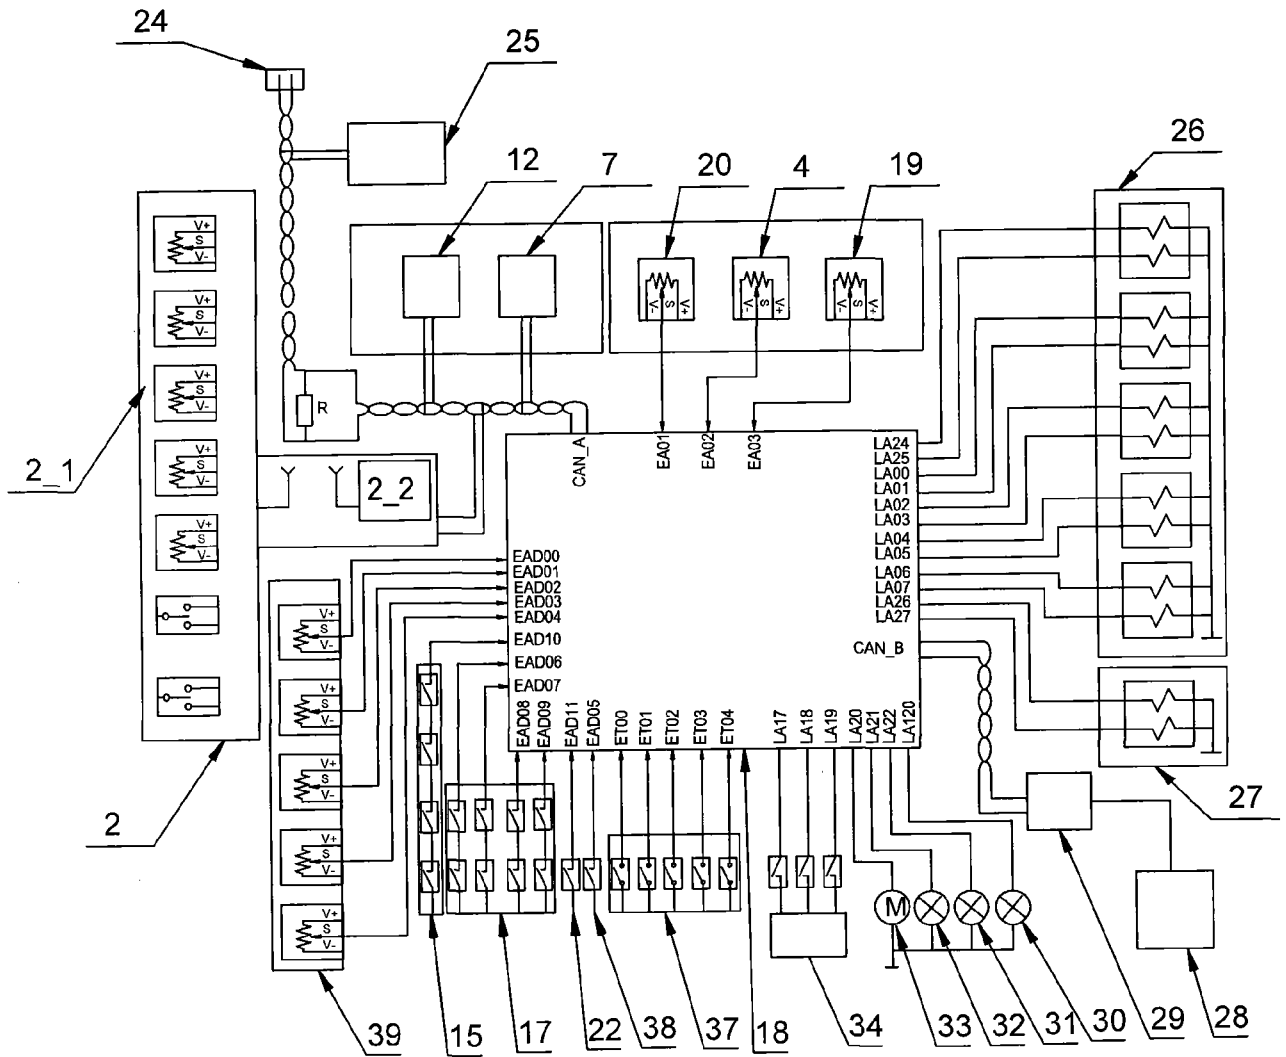 24
25
26
12
7
20
4
19
V+
S
V-
V+
S
V-
V+
S
V-
V+
S
V-
V+
S
V-
V-
S
V+
V-
S
V+
V-
S
V+
R
2_1
2_2
CAN_A
EA01
EA02
EA03
LA24
LA25
LA00
LA01
LA02
LA03
LA04
LA05
LA06
LA07
LA26
LA27
CAN_B
EAD00
EAD01
EAD02
EAD03
EAD04
EAD10
EAD06
EAD07
EAD08
EAD09
EAD11
EAD05
ET00
ET01
ET02
ET03
ET04
LA17
LA18
LA19
LA20
LA21
LA22
LA120
V+
S
V-
V+
S
V-
V+
S
V-
V+
S
V-
V+
S
V-
M
2
27
39
15
17
22
38
37
18
34
33
32
31
30
29
28